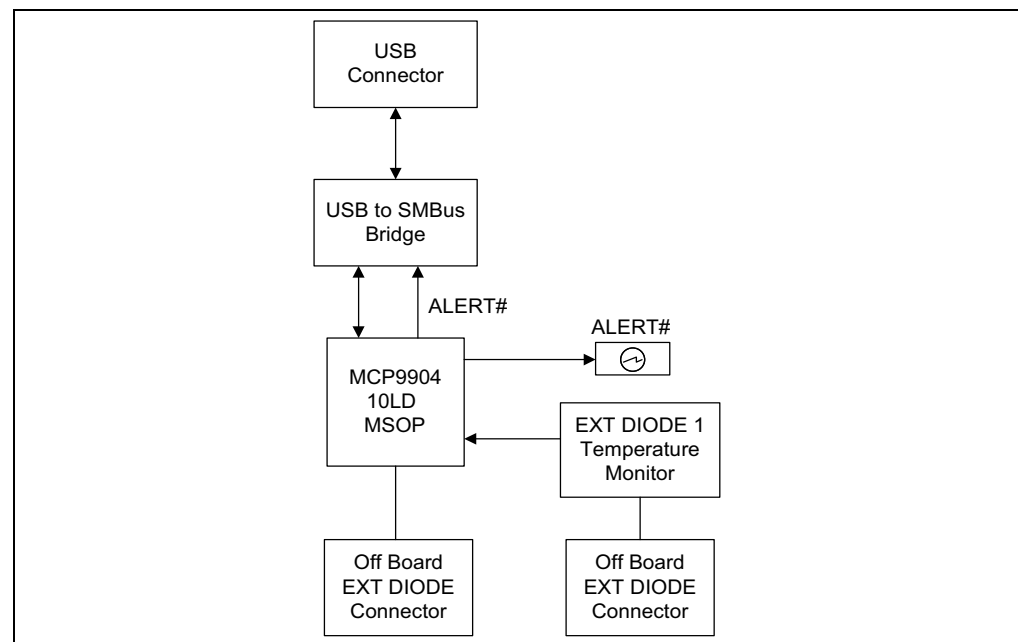 USB
Connector
USB to SMBus
Bridge
ALERT#
ALERT#
MCP9904
10LD
MSOP
EXT DIODE 1
Temperature
Monitor
Off Board
EXT DIODE
Connector
Off Board
EXT DIODE
Connector